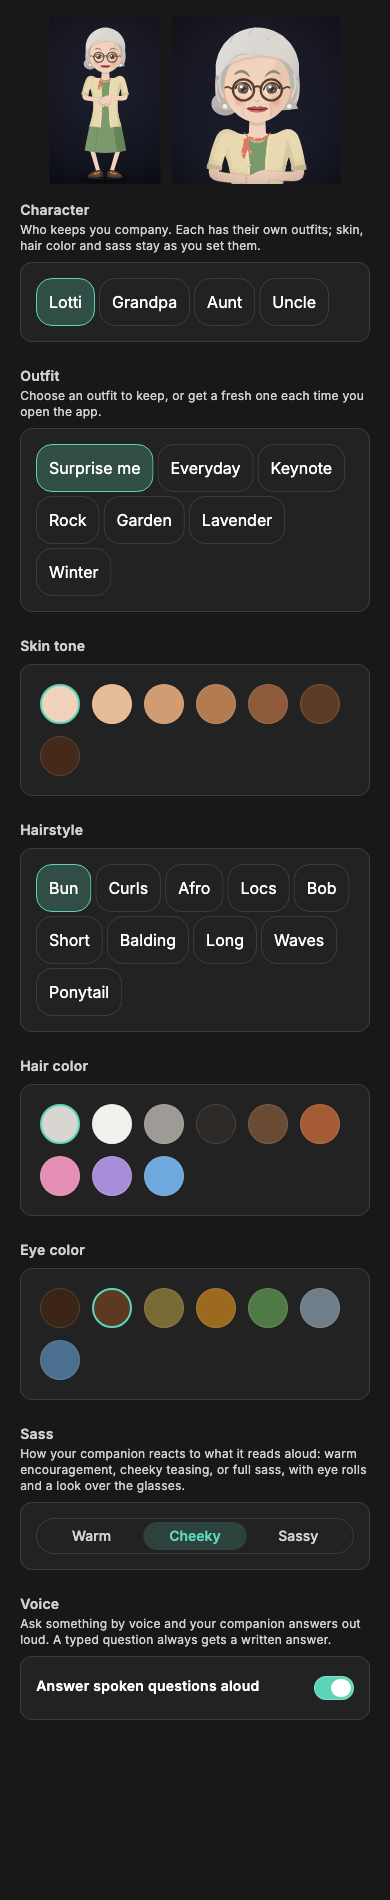 Character
Who keeps you company. Each has their own outfits; skin,
hair color and sass stay as you set them.
Lotti Grandpa Aunt Uncle
Outfit
Choose an outfit to keep, or get a fresh one each time you
open the app.
Surprise me Everyday Keynote
Rock Garden Lavender
Winter
Skin tone
Hairstyle
Bun Curls Afro Locs Bob
Short Balding Long Waves
Ponytail
Hair color
Eye color
Sass
How your companion reacts to what it reads aloud: warm
encouragement, cheeky teasing, or full sass, with eye rolls
and a look over the glasses.
Warm Cheeky Sassy
Voice
Ask something by voice and your companion answers out
loud. A typed question always gets a written answer.
Answer spoken questions aloud